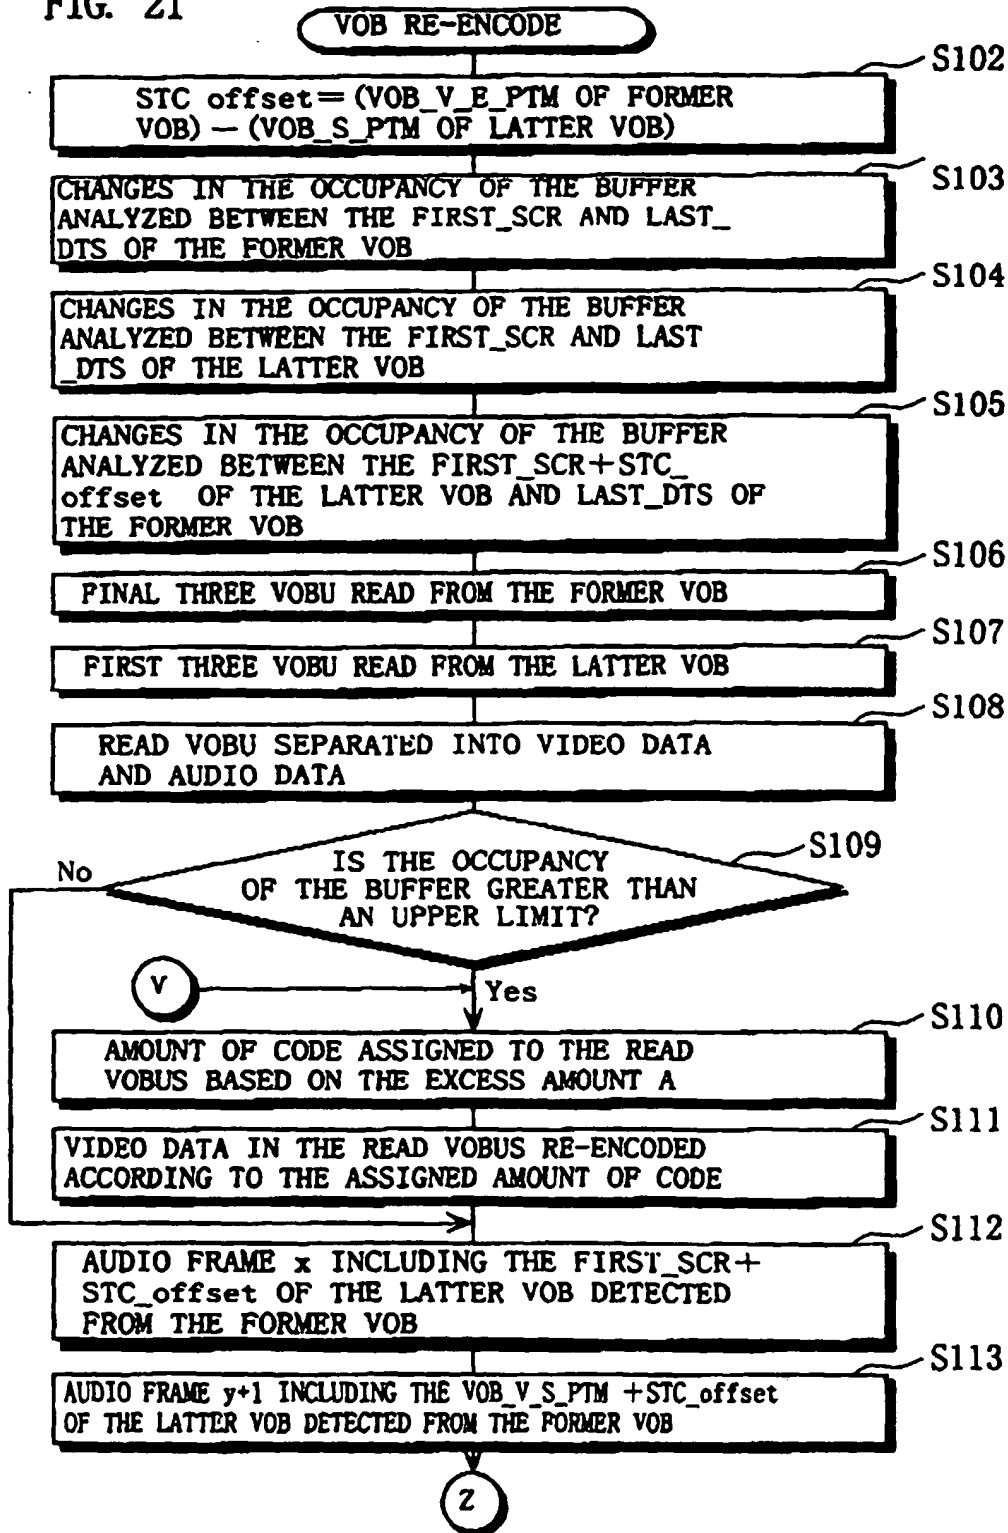 FIG. 21
VOB RE-ENCODE
S102
STC offset=(VOB_V_E_PTM OF FORMER
VOB)－(VOB_S_PTM OF LATTER VOB)
S103
CHANGES IN THE OCCUPANCY OF THE BUFFER
ANALYZED BETWEEN THE FIRST_SCR AND LAST_
DTS OF THE FORMER VOB
S104
CHANGES IN THE OCCUPANCY OF THE BUFFER
ANALYZED BETWEEN THE FIRST_SCR AND LAST
_DTS OF THE LATTER VOB
S105
CHANGES IN THE OCCUPANCY OF THE BUFFER
ANALYZED BETWEEN THE FIRST_SCR+STC_
offset OF THE LATTER VOB AND LAST_DTS OF
THE FORMER VOB
S106
FINAL THREE VOBU READ FROM THE FORMER VOB
S107
FIRST THREE VOBU READ FROM THE LATTER VOB
S108
READ VOBU SEPARATED INTO VIDEO DATA
AND AUDIO DATA
S109
IS THE OCCUPANCY
OF THE BUFFER GREATER THAN
AN UPPER LIMIT?
No
V
Yes
S110
AMOUNT OF CODE ASSIGNED TO THE READ
VOBUS BASED ON THE EXCESS AMOUNT A
S111
VIDEO DATA IN THE READ VOBUS RE-ENCODED
ACCORDING TO THE ASSIGNED AMOUNT OF CODE
S112
AUDIO FRAME x INCLUDING THE FIRST_SCR+
STC_offset OF THE LATTER VOB DETECTED
FROM THE FORMER VOB
S113
AUDIO FRAME y+1 INCLUDING THE VOB_V_S_PTM +STC_offset
OF THE LATTER VOB DETECTED FROM THE FORMER VOB
Z